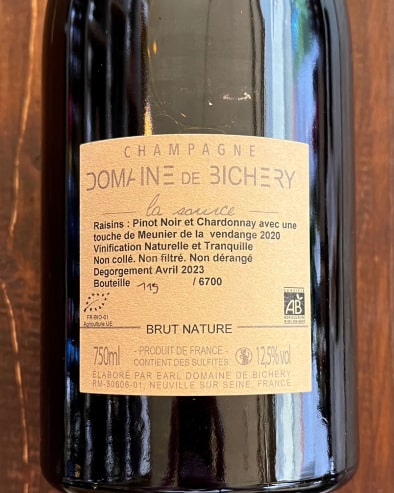 CHAMPAGNE
DOMAINE DE BICHERY
la source
Raisins : Pinot Noir et Chardonnay avec une
touche de Meunier de la vendange 2020
Vinification Naturelle et Tranquille
Non collé. Non filtré. Non dérangé
Degorgement Avril 2023
Bouteille 119 / 6700
FR-BIO-01
Agriculture UE
AB
BRUT NATURE
750ml - PRODUIT DE FRANCE - 12,5%vol
CONTIENT DES SULFITES
ÉLABORÉ PAR EARL DOMAINE DE BICHERY
RM-50606-01, NEUVILLE SUR SEINE, FRANCE